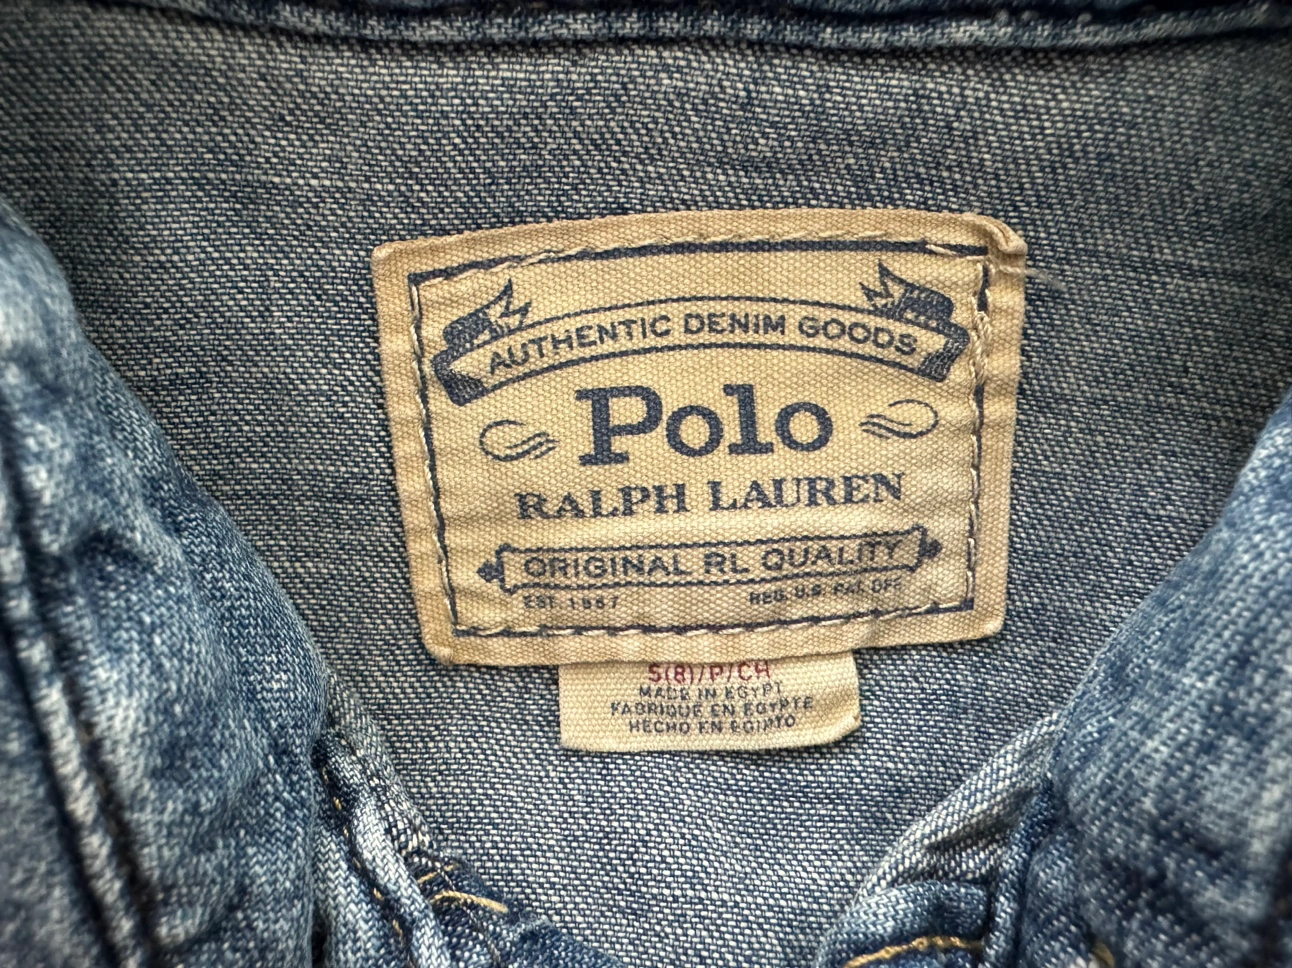 AUTHENTIC DENIM GOODS
Polo
RALPH LAUREN
ORIGINAL RL QUALITY
EST. 1967 REG. U.S. PAT. OFF.
S(8)/P/CH
MADE IN EGYPT
FABRIQUÉ EN EGYPTE
HECHO EN EGIPTO